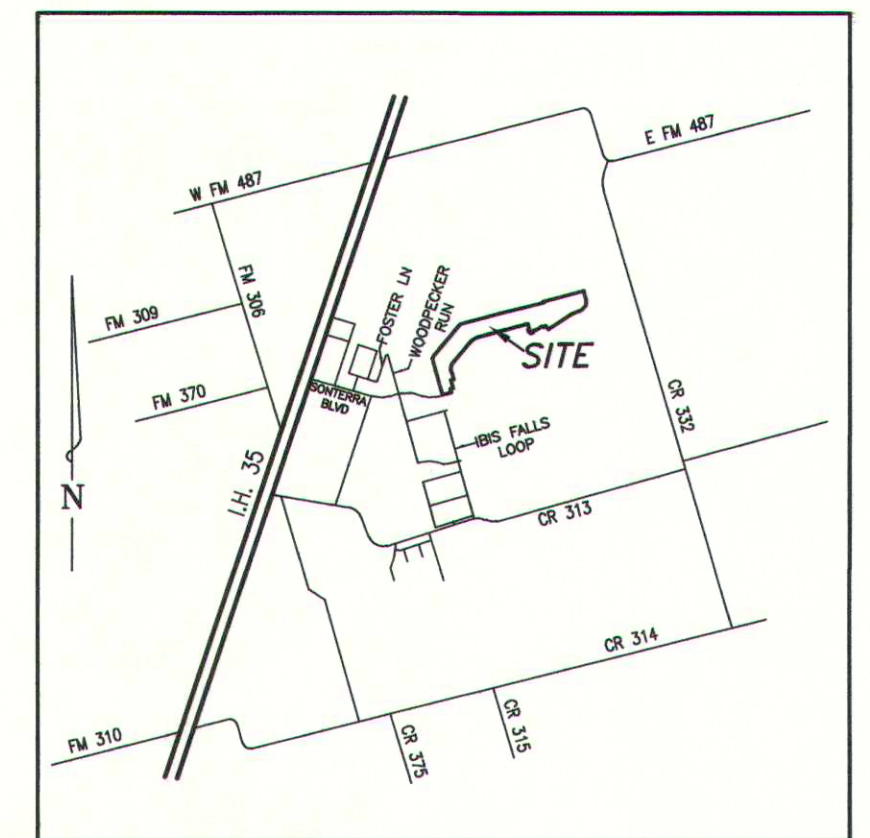 E FM 487
W FM 487
FM 306
FM 309
FOSTER LN
WOODPECKER
RUN
SITE
FM 370
SONTERRA
BLVD
CR 332
IBIS FALLS
LOOP
I.H. 35
N
CR 313
CR 314
CR 315
FM 310
CR 375